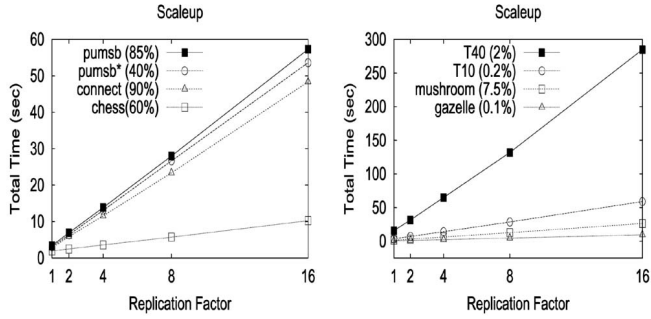 Scaleup
60
50
40
30
20
10
0
Total Time (sec)
pumsb (85%)
pumsb* (40%)
connect (90%)
chess(60%)
1 2 4 8 16
Replication Factor
Scaleup
300
250
200
150
100
50
0
Total Time (sec)
T40 (2%)
T10 (0.2%)
mushroom (7.5%)
gazelle (0.1%)
1 2 4 8 16
Replication Factor